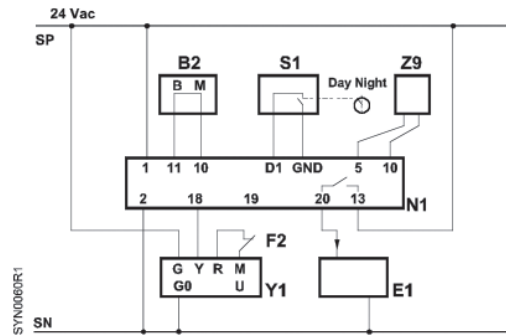 24 Vac
SP
B2 S1 Z9
B M Day Night
1 11 10 D1 GND 5 10
2 18 19 20 13 N1
F2
G Y R M
G0 U Y1 E1
SYN0060R1
SN